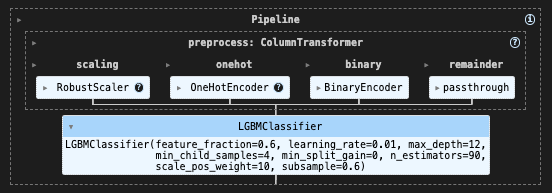 Pipeline
preprocess: ColumnTransformer
scaling onehot binary remainder
RobustScaler ? OneHotEncoder ? BinaryEncoder passthrough
LGBMClassifier
LGBMClassifier(feature_fraction=0.6, learning_rate=0.01, max_depth=12,
min_child_samples=4, min_split_gain=0, n_estimators=90,
scale_pos_weight=10, subsample=0.6)